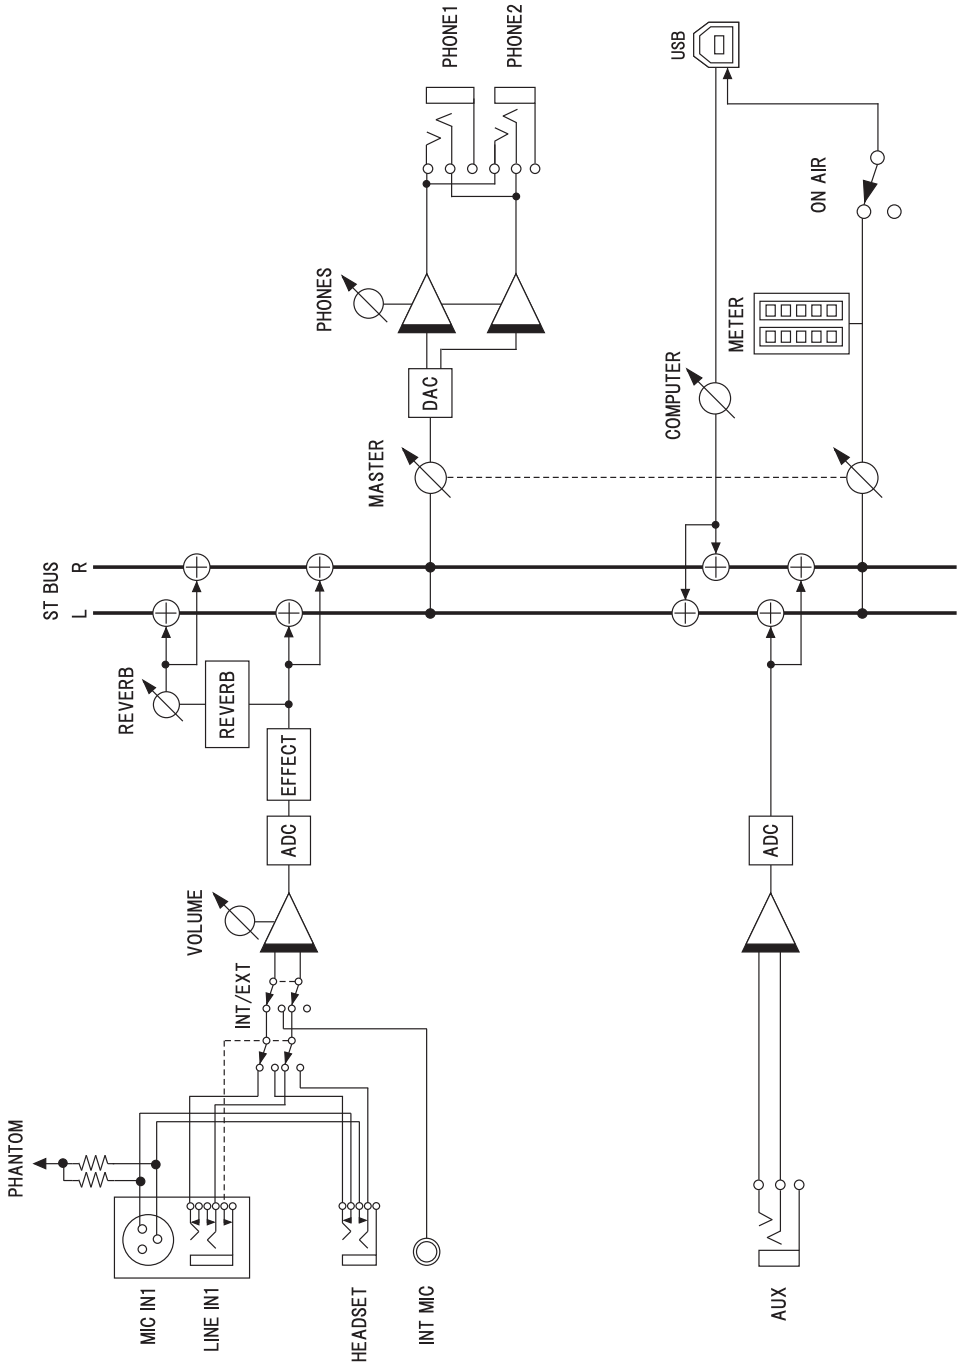 MIC IN1
LINE IN1
HEADSET
INT MIC
AUX
PHANTOM
INT/EXT
VOLUME
ADC
ADC
EFFECT
REVERB
REVERB
ST BUS
L
R
MASTER
DAC
PHONES
PHONE1
PHONE2
COMPUTER
METER
ON AIR
USB